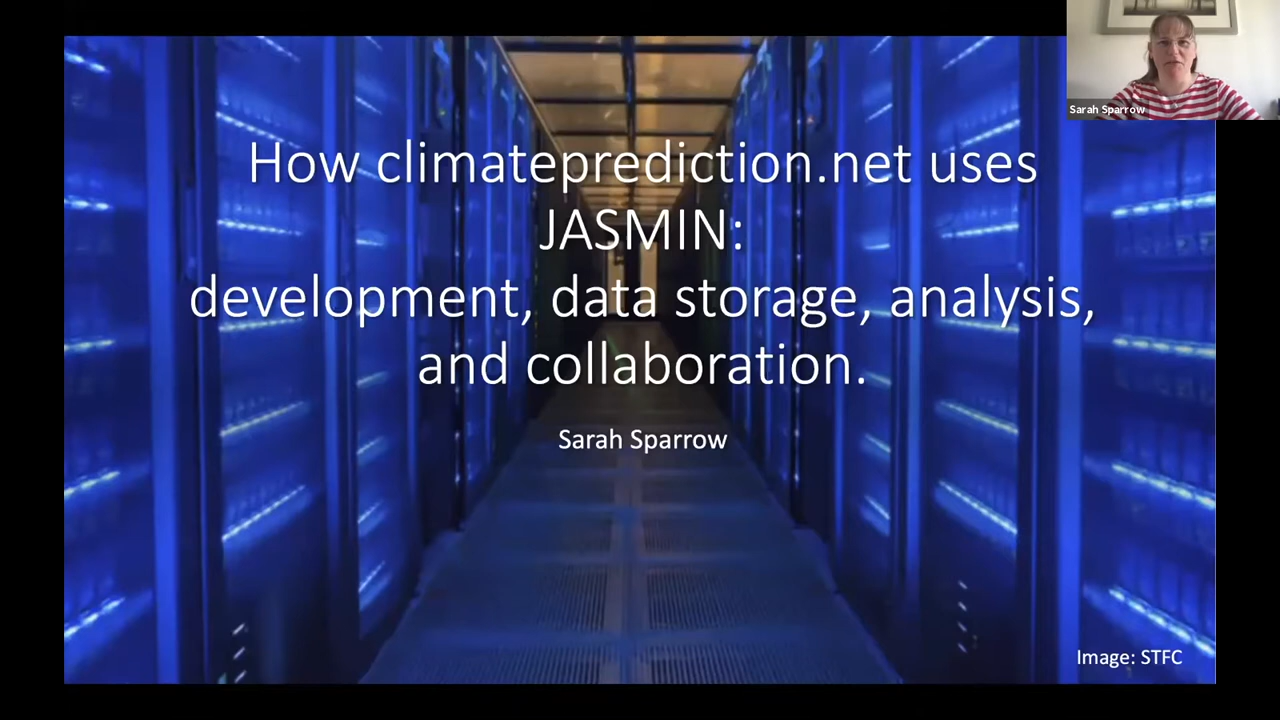 Sarah Sparrow
How climateprediction.net uses
JASMIN:
development, data storage, analysis,
and collaboration.
Sarah Sparrow
Image: STFC